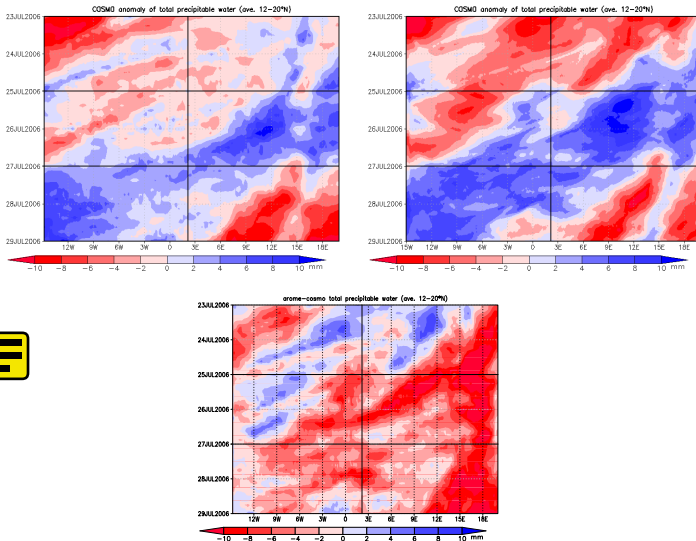 COSMO anomaly of total precipitable water (ave. 12-20°N)
23JUL2006
24JUL2006
25JUL2006
26JUL2006
27JUL2006
28JUL2006
29JUL2006
12W 9W 6W 3W 0 3E 6E 9E 12E 15E 18E
-10 -8 -6 -4 -2 0 2 4 6 8 10 mm
COSMO anomaly of total precipitable water (ave. 12-20°N)
23JUL2006
24JUL2006
25JUL2006
26JUL2006
27JUL2006
28JUL2006
29JUL2006
15W 12W 9W 6W 3W 0 3E 6E 9E 12E 15E 18E
-10 -8 -6 -4 -2 0 2 4 6 8 10 mm
arome-cosmo total precipitable water (ave. 12-20°N)
23JUL2006
24JUL2006
25JUL2006
26JUL2006
27JUL2006
28JUL2006
29JUL2006
12W 9W 6W 3W 0 3E 6E 9E 12E 15E 18E
-10 -8 -6 -4 -2 0 2 4 6 8 10 mm